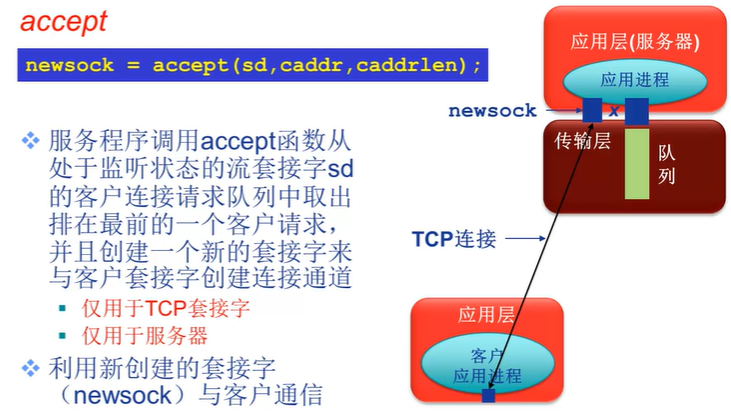 accept
newsock = accept(sd,caddr,caddrlen);
服务程序调用accept函数从
处于监听状态的流套接字sd
的客户连接请求队列中取出
排在最前的一个客户请求，
并且创建一个新的套接字来
与客户套接字创建连接通道
仅用于TCP套接字
仅用于服务器
利用新创建的套接字
（newsock）与客户通信
应用层(服务器)
应用进程
newsock
x
传输层
队
列
TCP连接
应用层
客户
应用进程